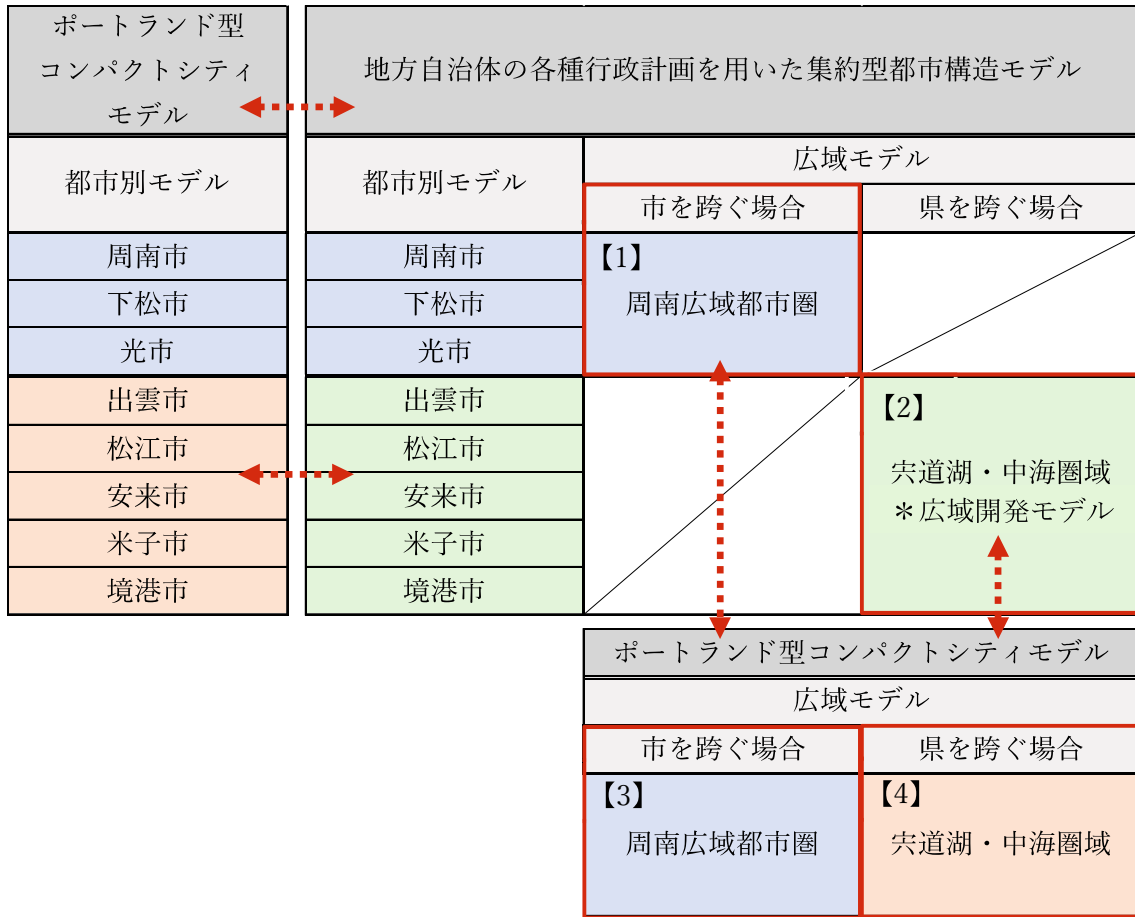 ポートランド型
コンパクトシティ
モデル
地方自治体の各種行政計画を用いた集約型都市構造モデル
都市別モデル
都市別モデル
広域モデル
市を跨ぐ場合
県を跨ぐ場合
周南市
周南市
【1】
下松市
下松市
周南広域都市圏
光市
光市
出雲市
出雲市
【2】
松江市
松江市
宍道湖・中海圏域
安来市
安来市
＊広域開発モデル
米子市
米子市
境港市
境港市
ポートランド型コンパクトシティモデル
広域モデル
市を跨ぐ場合
県を跨ぐ場合
【3】
【4】
周南広域都市圏
宍道湖・中海圏域